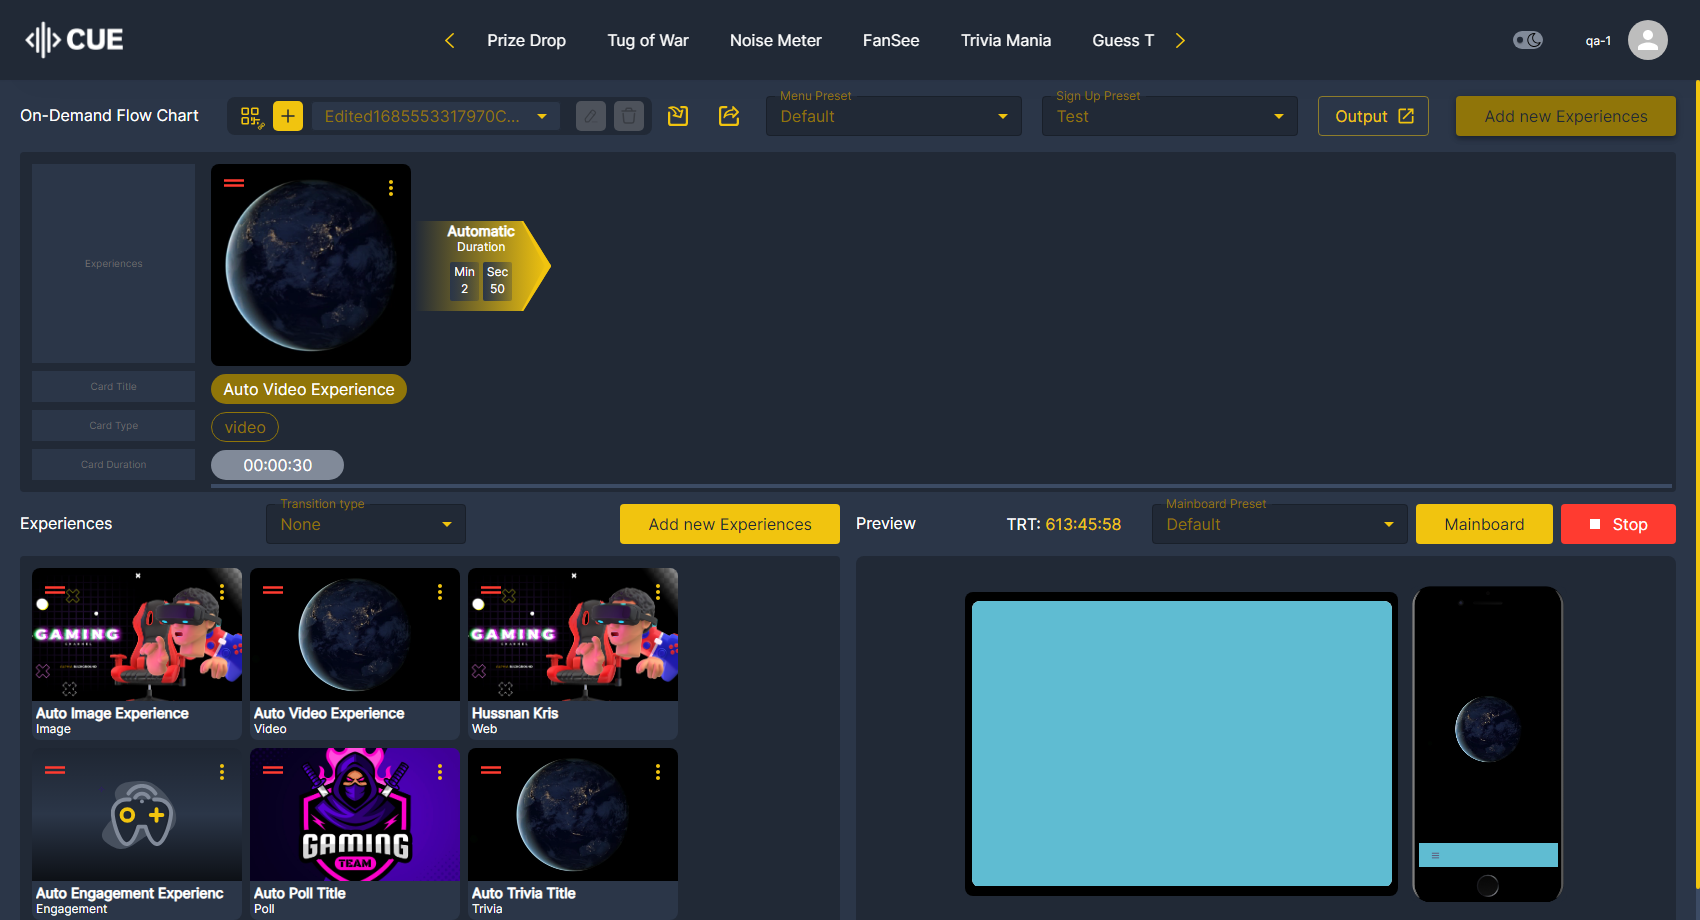 CUE
Prize Drop
Tug of War
Noise Meter
FanSee
Trivia Mania
Guess T
qa-1
On-Demand Flow Chart
Edited1685553317970C...
Menu Preset
Default
Sign Up Preset
Test
Output
Add new Experiences
Experiences
Automatic
Duration
Min Sec
2 50
Card Title
Auto Video Experience
Card Type
video
Card Duration
00:00:30
Experiences
Transition type
None
Add new Experiences
Preview
TRT: 613:45:58
Mainboard Preset
Default
Mainboard
Stop
GAMING
CHANNEL
Auto Image Experience
Image
Auto Video Experience
Video
GAMING
CHANNEL
Hussnan Kris
Web
Auto Engagement Experienc
Engagement
GAMING
TEAM
Auto Poll Title
Poll
Auto Trivia Title
Trivia